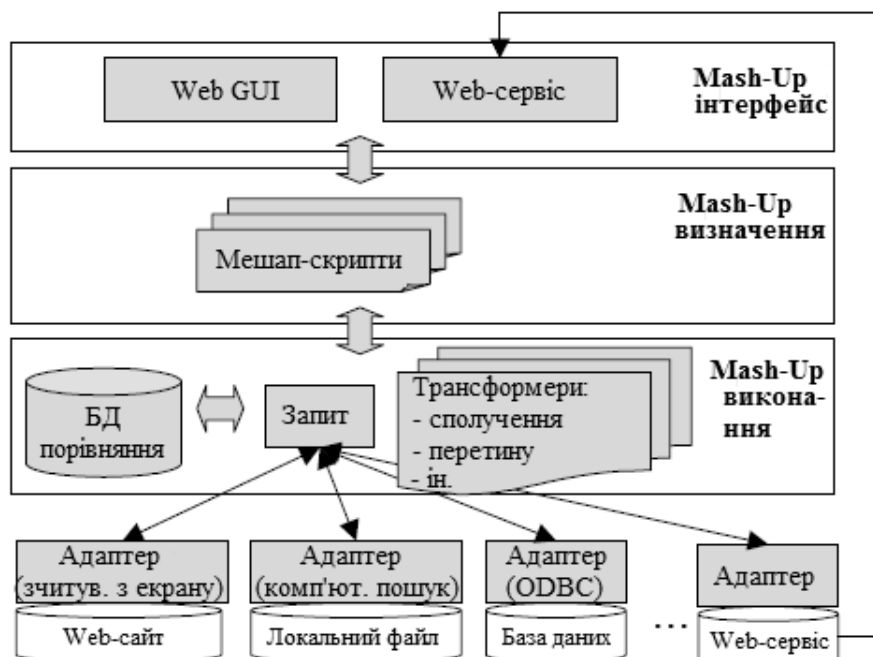 Web GUI
Web-сервіс
Mash-Up
інтерфейс
Mash-Up
визначення
Мешап-скрипти
Mash-Up
викона-
ння
БД
порівняння
Запит
Трансформери:
- сполучення
- перетину
- ін.
Адаптер
(зчитув. з екрану)
Web-сайт
Адаптер
(комп'ют. пошук)
Локальний файл
Адаптер
(ODBC)
База даних
...
Адаптер
Web-сервіс